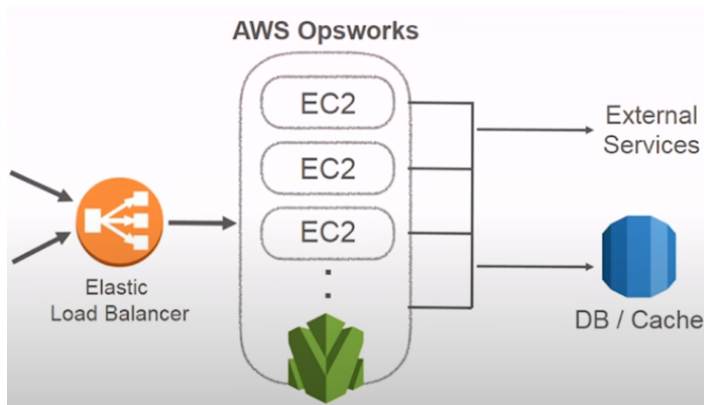 AWS Opsworks
EC2
EC2
EC2
Elastic
Load Balancer
External
Services
DB / Cache